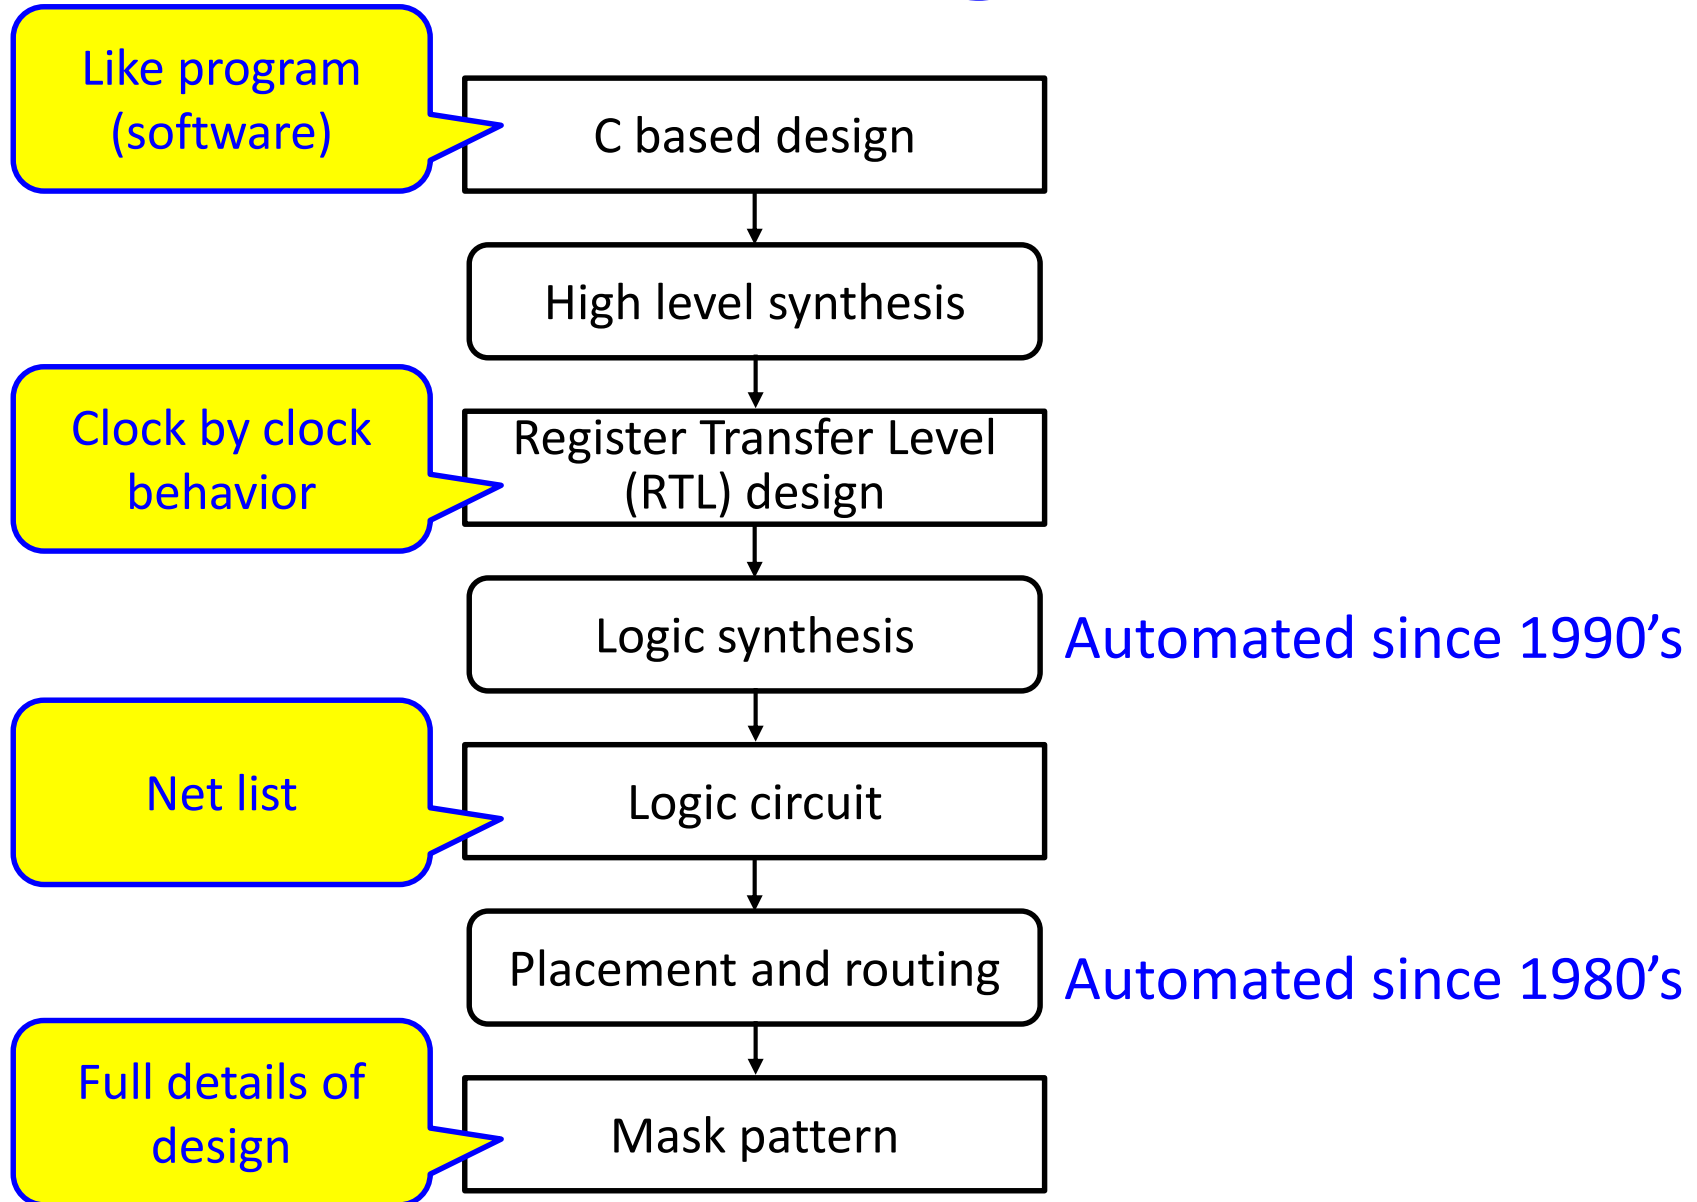 Like program
(software)
C based design
High level synthesis
Clock by clock
behavior
Register Transfer Level
(RTL) design
Logic synthesis
Automated since 1990’s
Net list
Logic circuit
Placement and routing
Automated since 1980’s
Full details of
design
Mask pattern